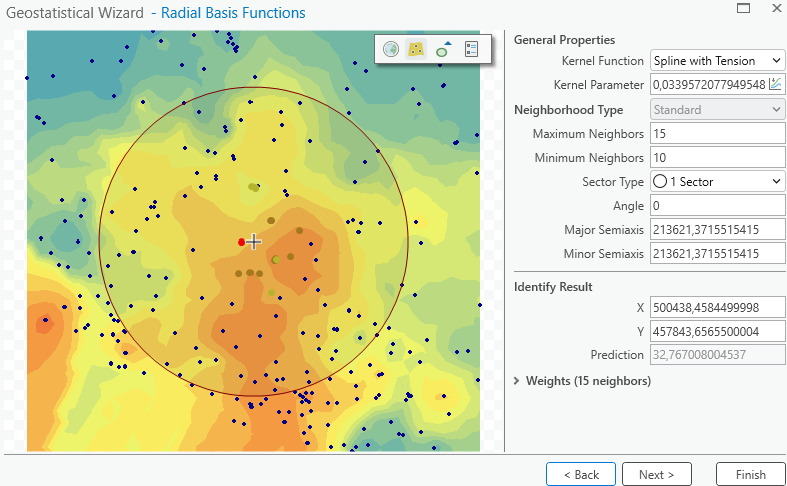 Geostatistical Wizard - Radial Basis Functions
General Properties
Kernel Function Spline with Tension
Kernel Parameter 0,0339572077949548
Neighborhood Type Standard
Maximum Neighbors 15
Minimum Neighbors 10
Sector Type 1 Sector
Angle 0
Major Semiaxis 213621,3715515415
Minor Semiaxis 213621,3715515415
Identify Result
X 500438,4584499998
Y 457843,6565500004
Prediction 32,767008004537
Weights (15 neighbors)
< Back Next > Finish